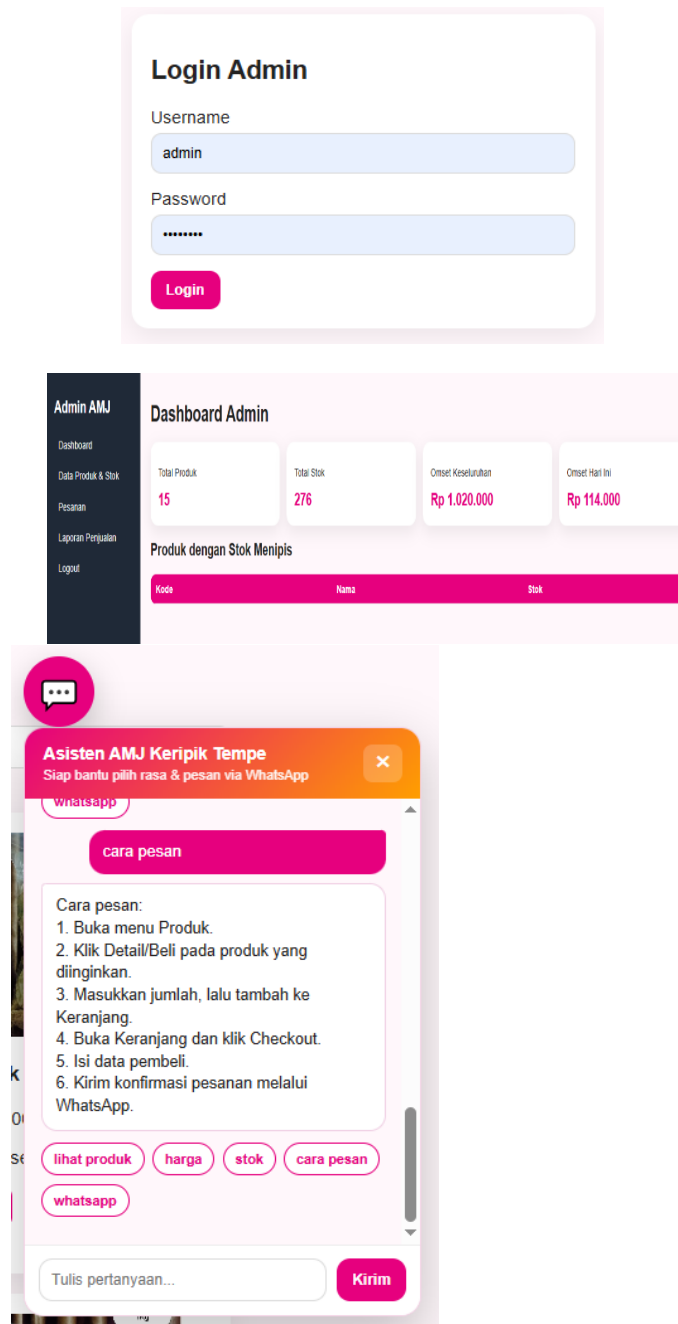 Login Admin
Username
admin
Password
••••••••
Login
Admin AMJ
Dashboard
Data Produk & Stok
Pesanan
Laporan Penjualan
Logout
Dashboard Admin
Total Produk
15
Total Stok
276
Omset Keseluruhan
Rp 1.020.000
Omset Hari Ini
Rp 114.000
Produk dengan Stok Menipis
Kode Nama Stok
Asisten AMJ Keripik Tempe
Siap bantu pilih rasa & pesan via WhatsApp
whatsapp
cara pesan
Cara pesan:
1. Buka menu Produk.
2. Klik Detail/Beli pada produk yang
diinginkan.
3. Masukkan jumlah, lalu tambah ke
Keranjang.
4. Buka Keranjang dan klik Checkout.
5. Isi data pembeli.
6. Kirim konfirmasi pesanan melalui
WhatsApp.
lihat produk harga stok cara pesan
whatsapp
Tulis pertanyaan...
Kirim